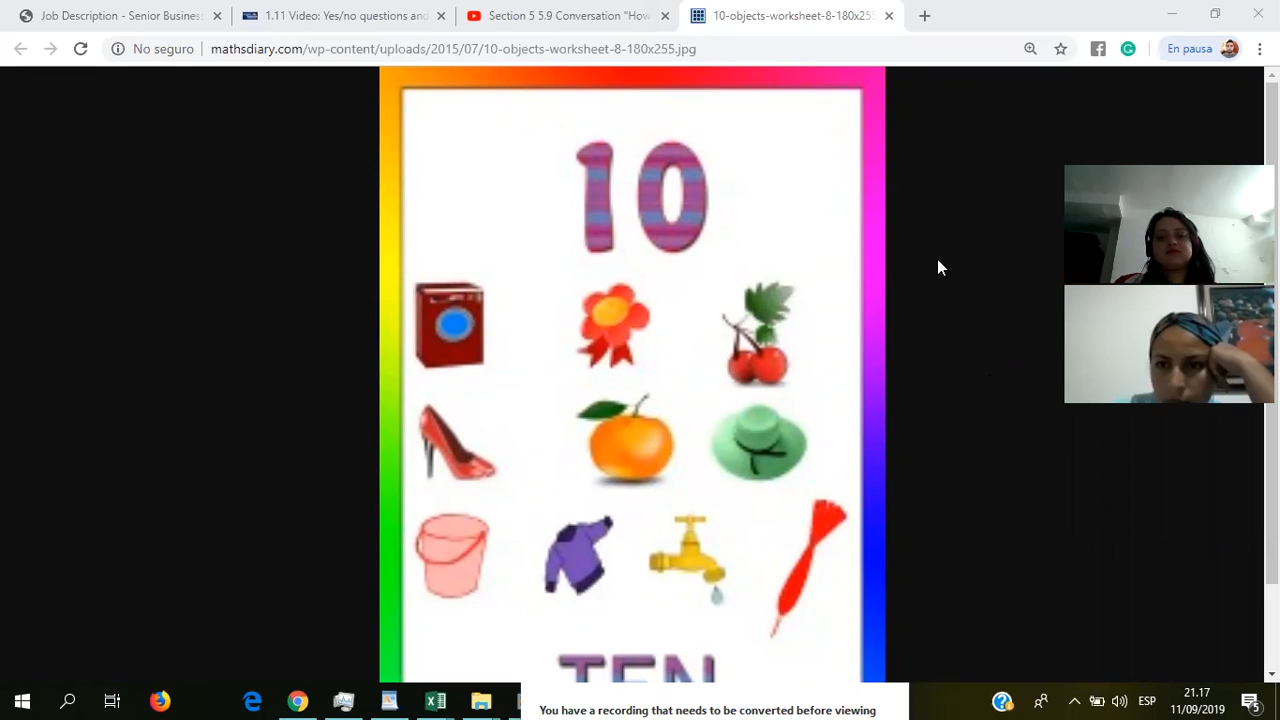 Job Description - Senior Busines
1.11 Video: Yes/no questions and
Section 5 5.9 Conversation "How
10-objects-worksheet-8-180x255
No seguro
mathsdiary.com/wp-content/uploads/2015/07/10-objects-worksheet-8-180x255.jpg
En pausa
10
TEN
ESP
21.17
11/09/2019
5
You have a recording that needs to be converted before viewing